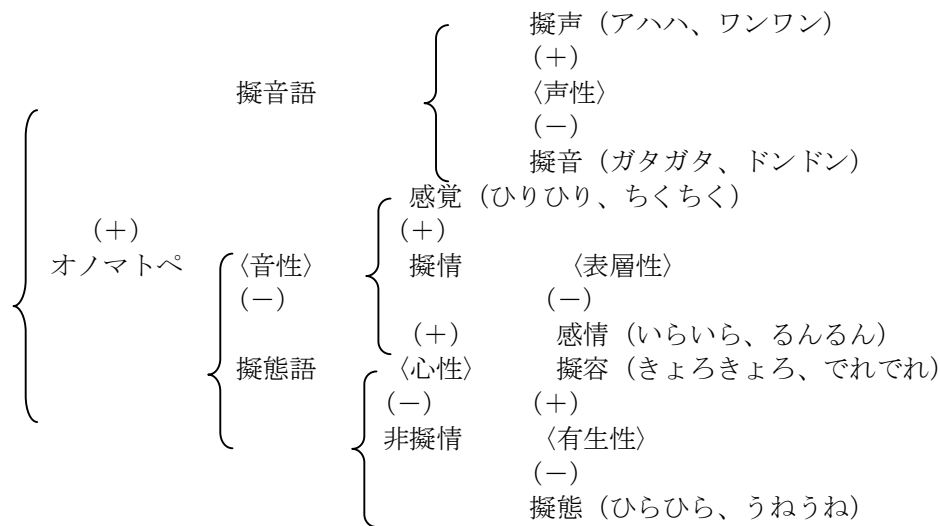 擬声（アハハ、ワンワン）
（＋）
擬音語 〈声性〉
（－）
擬音（ガタガタ、ドンドン）
感覚（ひりひり、ちくちく）
（＋） （＋）
オノマトペ 〈音性〉 擬情 〈表層性〉
（－） （－）
（＋） 感情（いらいら、るんるん）
擬態語 〈心性〉 擬容（きょろきょろ、でれでれ）
（－） （＋）
非擬情 〈有生性〉
（－）
擬態（ひらひら、うねうね）